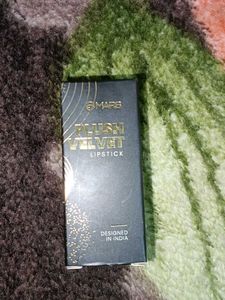 MARS
PLUSH
VELVET
LIPSTICK
DESIGNED
IN INDIA